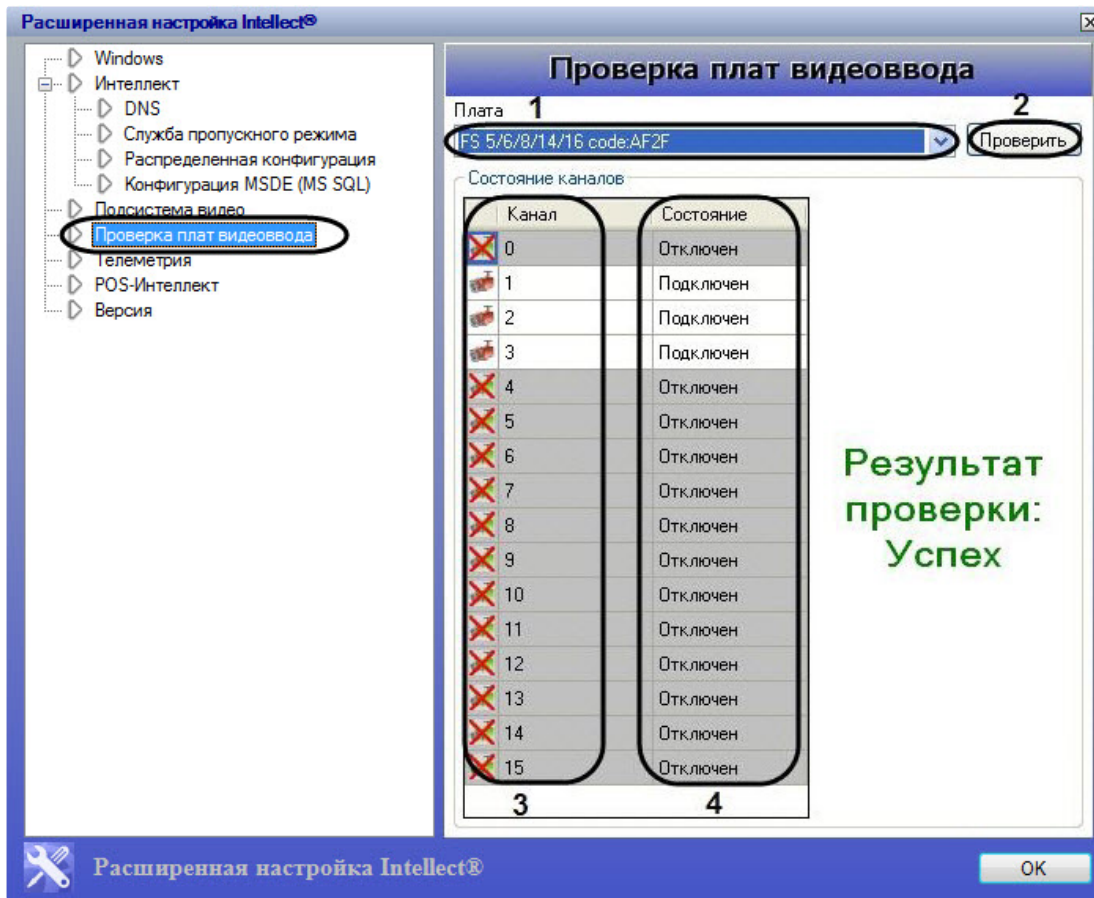 Расширенная настройка Intellect®
Windows
Интеллект
DNS
Служба пропускного режима
Распределенная конфигурация
Конфигурация MSDE (MS SQL)
Подсистема видео
Проверка плат видеоввода
Телеметрия
POS-Интеллект
Версия
Проверка плат видеоввода
Плата 1 2
FS 5/6/8/14/16 code:AF2F Проверить
Состояние каналов
Канал Состояние
0 Отключен
1 Подключен
2 Подключен
3 Подключен
4 Отключен
5 Отключен
6 Отключен
7 Отключен
8 Отключен
9 Отключен
10 Отключен
11 Отключен
12 Отключен
13 Отключен
14 Отключен
15 Отключен
3 4
Результат
проверки:
Успех
Расширенная настройка Intellect®
OK